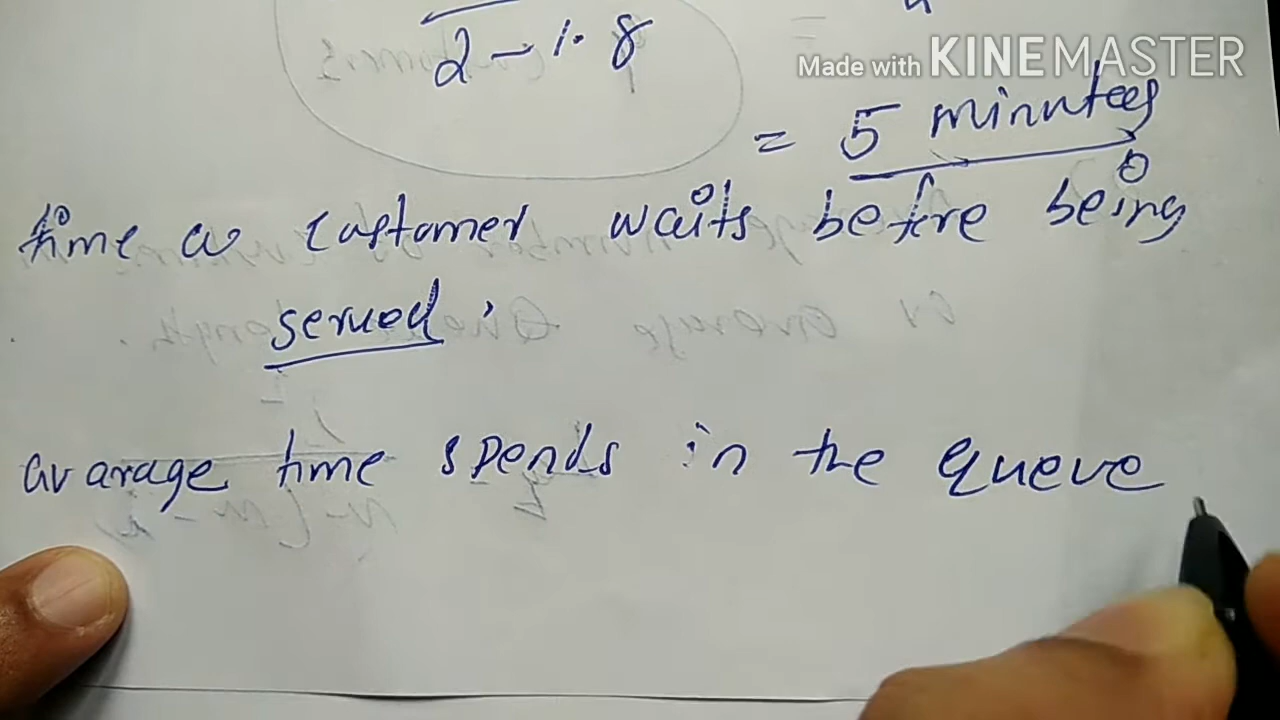 2 - 1.8
Made with KINEMASTER
= 5 minutes
time a customer waits before being
served :
avarage time spends in the queue